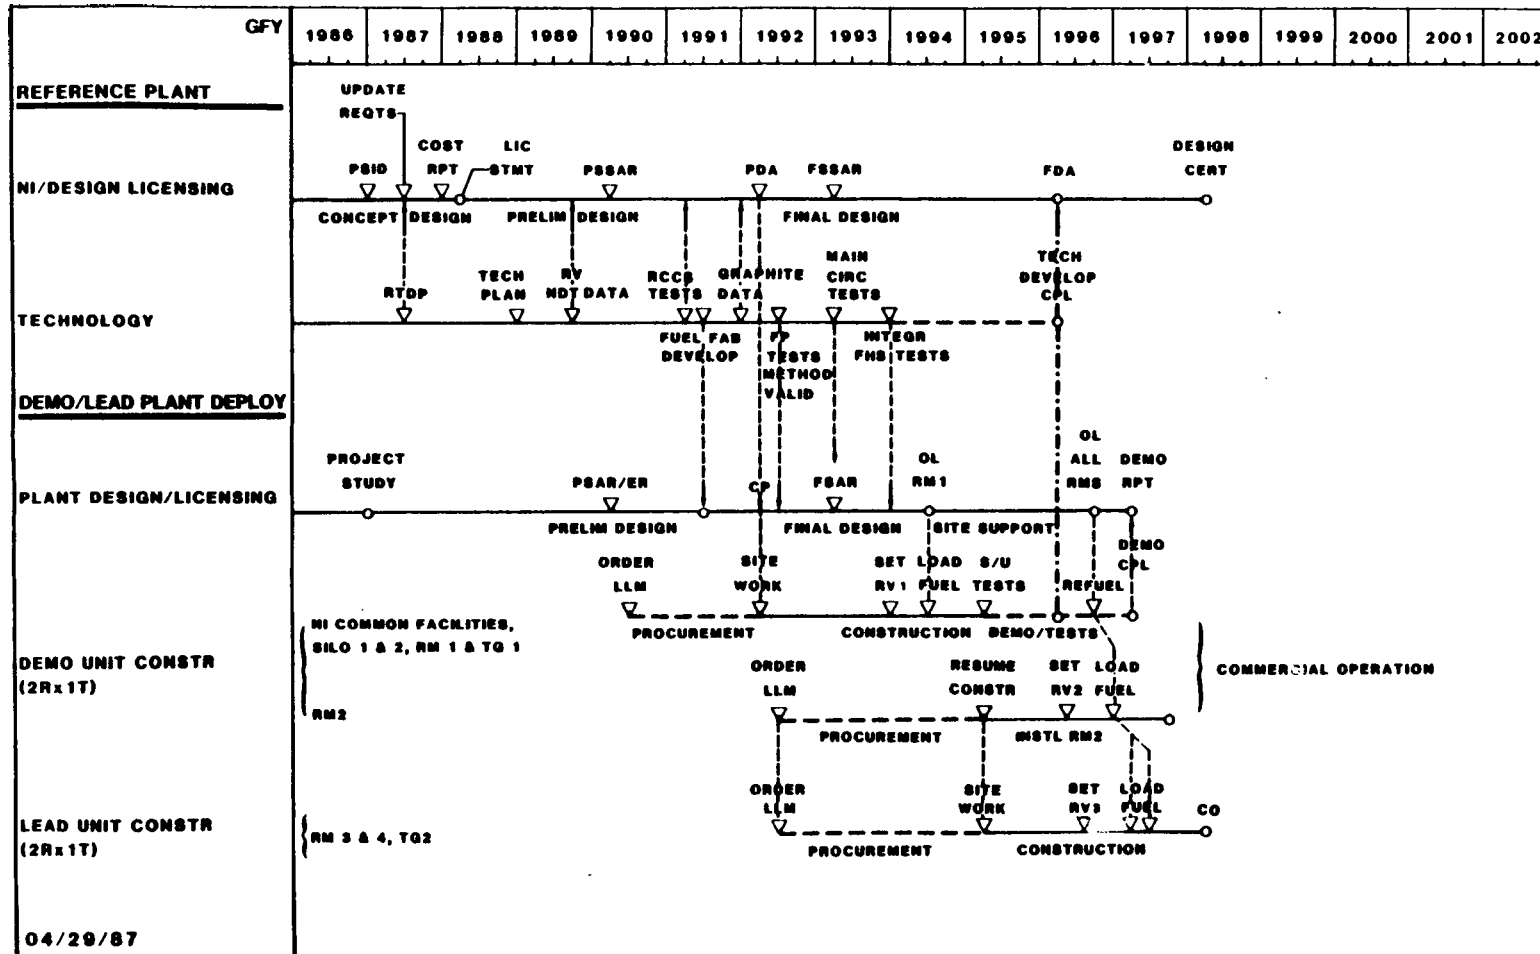 GFY 1986 1987 1988 1989 1990 1991 1992 1993 1994 1995 1996 1997 1998 1999 2000 2001 2002
REFERENCE PLANT
UPDATE
REQTS
COST LIC DESIGN
PSID RPT STMT PSSAR PDA FSSAR FDA CERT
NI/DESIGN LICENSING
CONCEPT DESIGN PRELIM DESIGN FINAL DESIGN
MAIN
TECH RV RCCS GRAPHITE CIRC TECH
DEVELOP
RTDP PLAN NDT DATA TESTS DATA TESTS CPL
TECHNOLOGY
FUEL FAB FP INTEGR
DEVELOP TESTS FHS TESTS
METHOD
VALID
DEMO/LEAD PLANT DEPLOY
OL
PROJECT OL ALL DEMO
STUDY PSAR/ER CP FSAR RM1 RMS RPT
PLANT DESIGN/LICENSING
PRELIM DESIGN FINAL DESIGN SITE SUPPORT
DEMO
CPL
ORDER SITE SET LOAD S/U
LLM WORK RV1 FUEL TESTS REFUEL
NI COMMON FACILITIES,
SILO 1 & 2, RM 1 & TG 1
PROCUREMENT CONSTRUCTION DEMO/TESTS
DEMO UNIT CONSTR
(2Rx1T)
ORDER RESUME SET LOAD
LLM CONSTR RV2 FUEL
COMMERCIAL OPERATION
RM2
PROCUREMENT INSTL RM2
ORDER SITE SET LOAD
LLM WORK RV3 FUEL CO
LEAD UNIT CONSTR
(2Rx1T)
RM 3 & 4, TG2
PROCUREMENT CONSTRUCTION
04/29/87